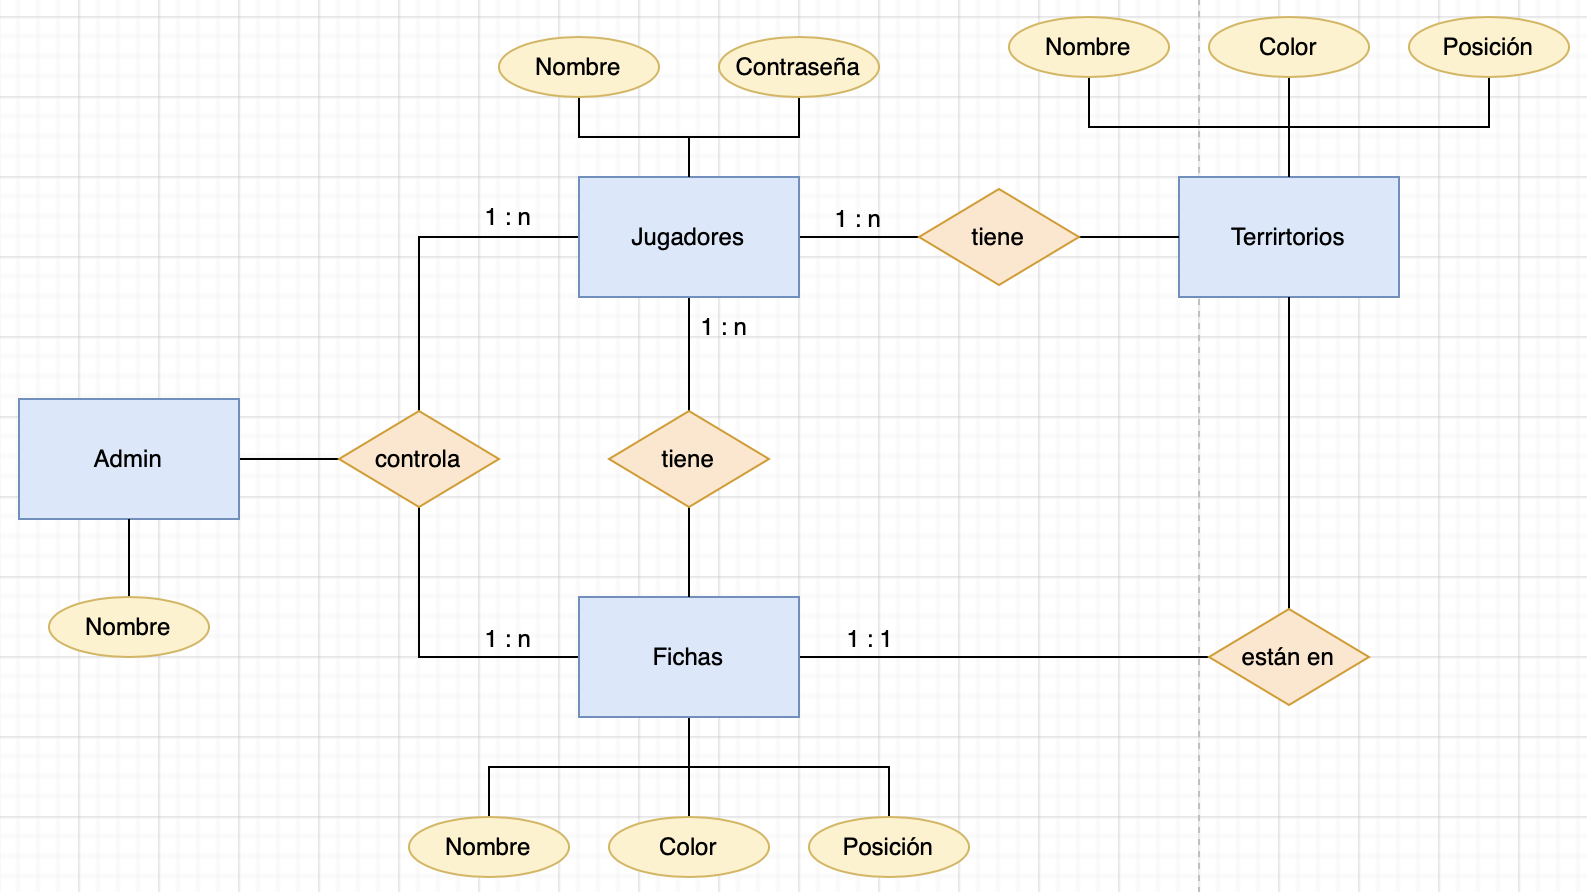 Nombre
Color
Posición
Nombre
Contraseña
1 : n
Jugadores
1 : n
tiene
Terrirtorios
1 : n
Admin
controla
tiene
Nombre
1 : n
Fichas
1 : 1
están en
Nombre
Color
Posición